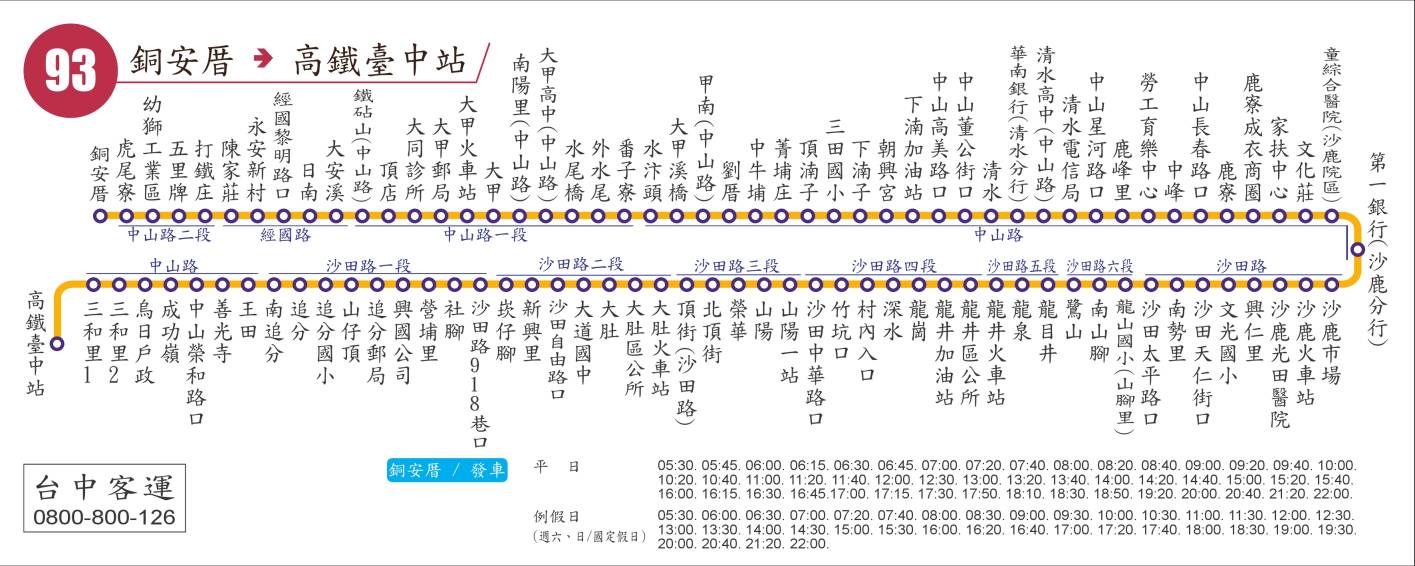 93
銅安厝 ➔ 高鐵臺中站
銅安厝
虎尾寮
幼獅工業區
五里牌
打鐵庄
陳家莊
永安新村
經國黎明路口
日南
大安溪
鐵砧山(中山路)
頂店
大同診所
大甲郵局
大甲火車站
大甲
南陽里(中山路)
大甲高中(中山路)
水尾橋
外水尾
番子寮
水汴頭
大甲溪橋
甲南(中山路)
劉厝
中牛埔
菁埔庄
頂湳子
三田國小
下湳子
朝興宮
下湳加油站
中山高美路口
中山董公街口
清水
華南銀行(清水分行)
清水高中(中山路)
清水電信局
中山星河路口
鹿峰里
勞工育樂中心
中峰
中山長春路口
鹿寮
鹿寮成衣商圈
家扶中心
文化莊
童綜合醫院(沙鹿院區)
第一銀行(沙鹿分行)
中山路二段
經國路
中山路一段
中山路
中山路
沙田路一段
沙田路二段
沙田路三段
沙田路四段
沙田路五段
沙田路六段
沙田路
高鐵臺中站
三和里1
三和里2
烏日戶政
成功嶺
中山榮和路口
善光寺
王田
南追分
追分
追分國小
山仔頂
追分郵局
興國公司
營埔里
社腳
沙田路918巷口
崁仔腳
新興里
沙田自由路口
大道國中
大肚
大肚區公所
大肚火車站
頂街(沙田路)
北頂街
榮華
山陽
山陽一站
沙田中華路口
竹坑口
村內入口
深水
龍崗
龍井加油站
龍井區公所
龍井火車站
龍泉
龍目井
鷺山
南山腳
龍山國小(山腳里)
沙田太平路口
南勢里
沙田天仁街口
文光國小
興仁里
沙鹿光田醫院
沙鹿火車站
沙鹿市場
台中客運
0800-800-126
銅安厝 / 發車
平 日
05:30. 05:45. 06:00. 06:15. 06:30. 06:45. 07:00. 07:20. 07:40. 08:00. 08:20. 08:40. 09:00. 09:20. 09:40. 10:00.
10:20. 10:40. 11:00. 11:20. 11:40. 12:00. 12:30. 13:00. 13:20. 13:40. 14:00. 14:20. 14:40. 15:00. 15:20. 15:40.
16:00. 16:15. 16:30. 16:45.17:00. 17:15. 17:30. 17:50. 18:10. 18:30. 18:50. 19:20. 20:00. 20:40. 21:20. 22:00.
例假日
(週六、日/國定假日)
05:30. 06:00. 06:30. 07:00. 07:20. 07:40. 08:00. 08:30. 09:00. 09:30. 10:00. 10:30. 11:00. 11:30. 12:00. 12:30.
13:00. 13:30. 14:00. 14:30. 15:00. 15:30. 16:00. 16:20. 16:40. 17:00. 17:20. 17:40. 18:00. 18:30. 19:00. 19:30.
20:00. 20:40. 21:20. 22:00.